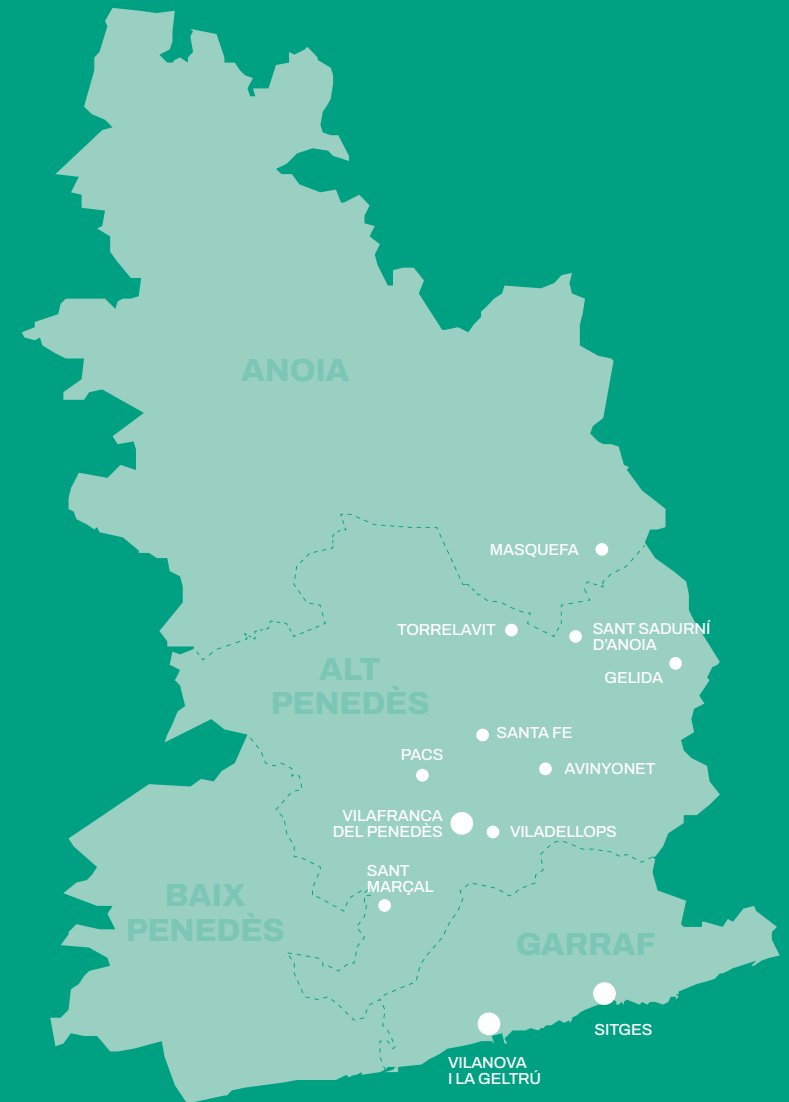 ANOIA
MASQUEFA
TORRELAVIT
SANT SADURNÍ
D'ANOIA
GELIDA
ALT
PENEDÈS
SANTA FE
PACS
AVINYONET
VILAFRANCA
DEL PENEDÈS
VILADELLOPS
SANT
MARÇAL
BAIX
PENEDÈS
GARRAF
SITGES
VILANOVA
I LA GELTRÚ